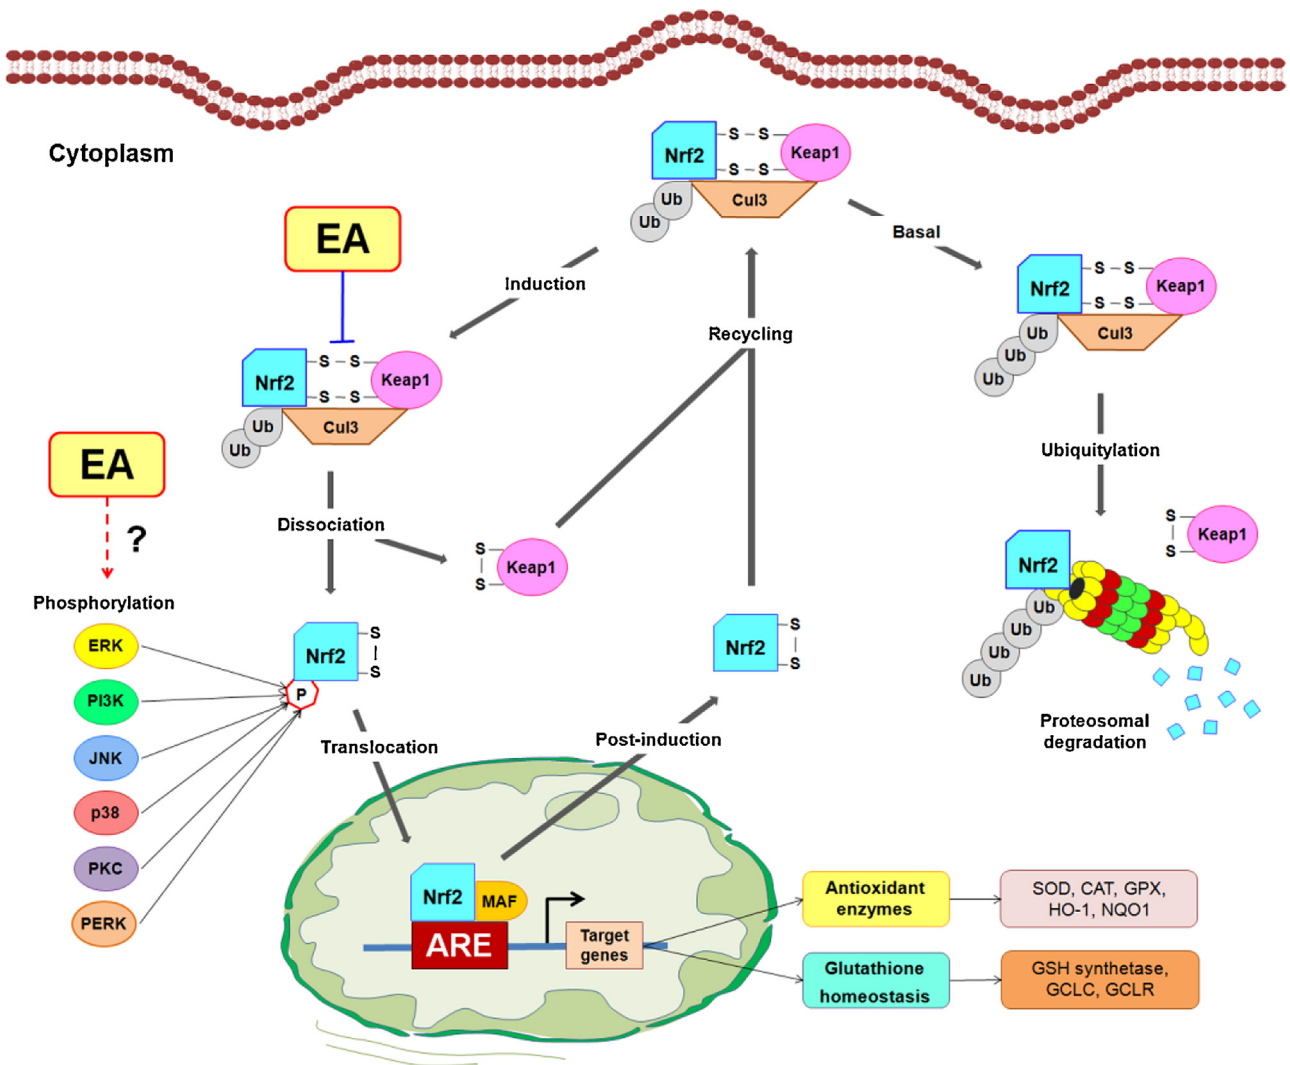 Cytoplasm
Nrf2
S – S
S – S
Keap1
Cul3
Ub
Ub
Basal
Induction
EA
Nrf2
S – S
S – S
Keap1
Cul3
Ub
Ub
Recycling
Nrf2
S – S
S – S
Keap1
Cul3
Ub
Ub
Ub
Ubiquitylation
EA
?
Phosphorylation
ERK
PI3K
JNK
p38
PKC
PERK
Dissociation
S
S
Keap1
Nrf2
S
S
P
Nrf2
S
S
S
S
Keap1
Nrf2
Ub
Ub
Ub
Ub
Proteosomal
degradation
Translocation
Post-induction
Nrf2
MAF
ARE
Target
genes
Antioxidant
enzymes
SOD, CAT, GPX,
HO-1, NQO1
Glutathione
homeostasis
GSH synthetase,
GCLC, GCLR